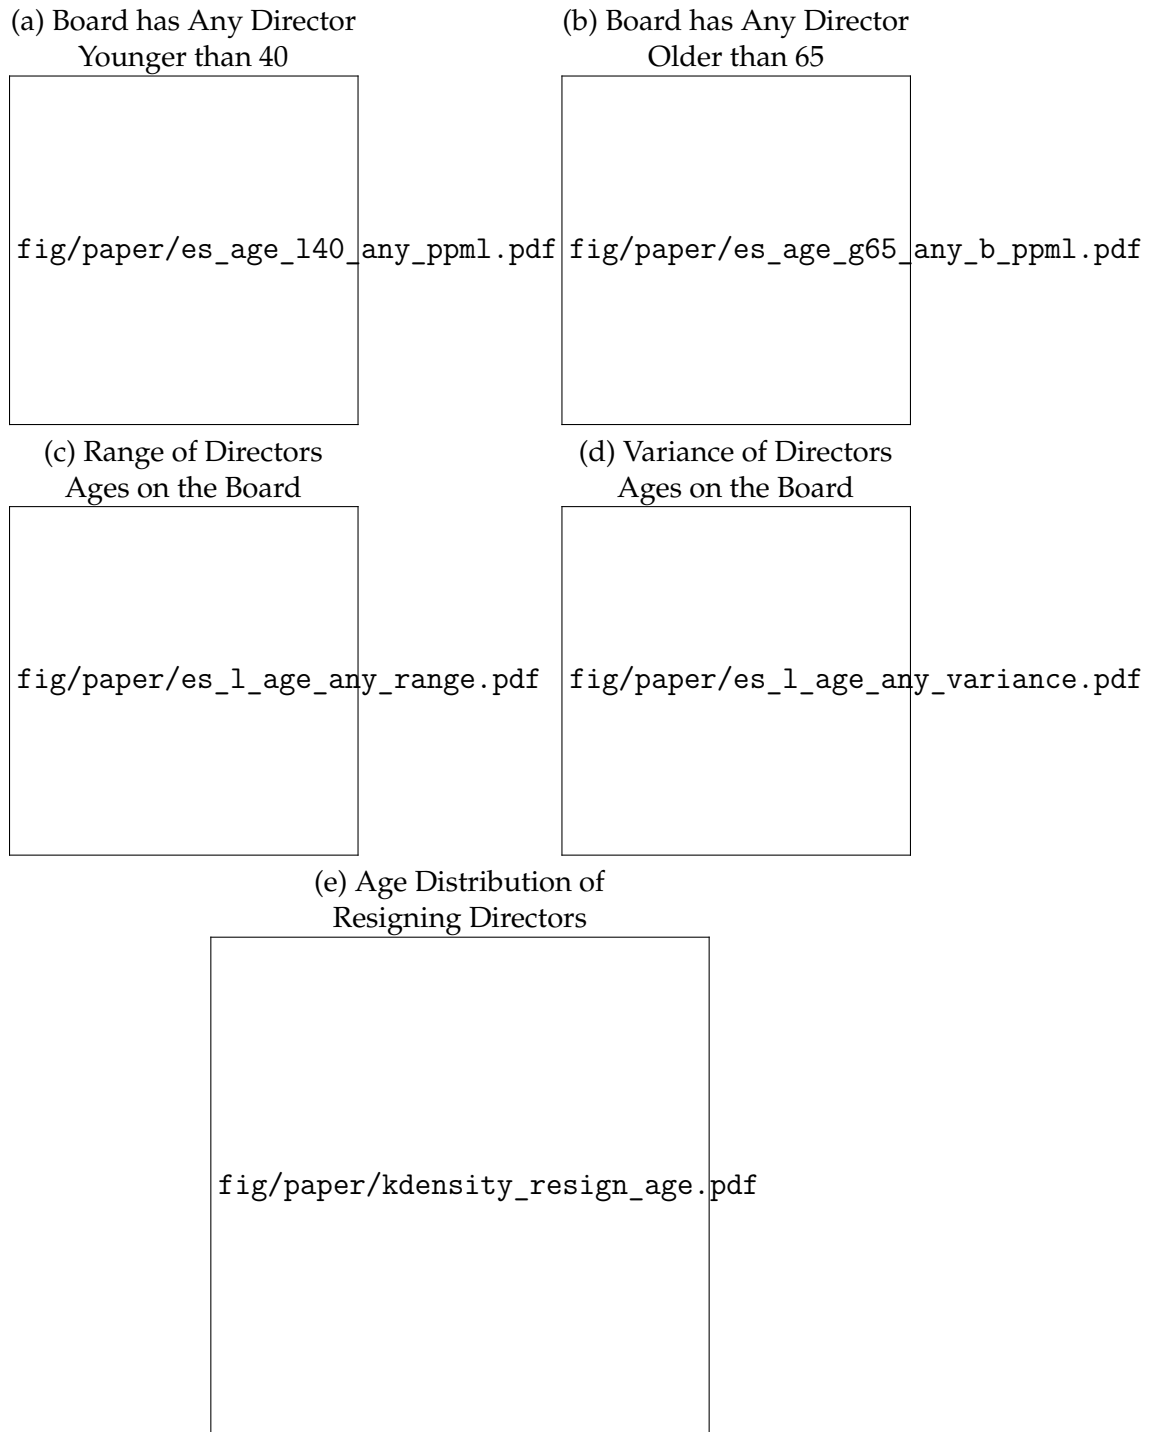 (a) Board has Any Director
Younger than 40
fig/paper/es_age_l40_any_ppml.pdf
(b) Board has Any Director
Older than 65
fig/paper/es_age_g65_any_b_ppml.pdf
(c) Range of Directors
Ages on the Board
fig/paper/es_l_age_any_range.pdf
(d) Variance of Directors
Ages on the Board
fig/paper/es_l_age_any_variance.pdf
(e) Age Distribution of
Resigning Directors
fig/paper/kdensity_resign_age.pdf